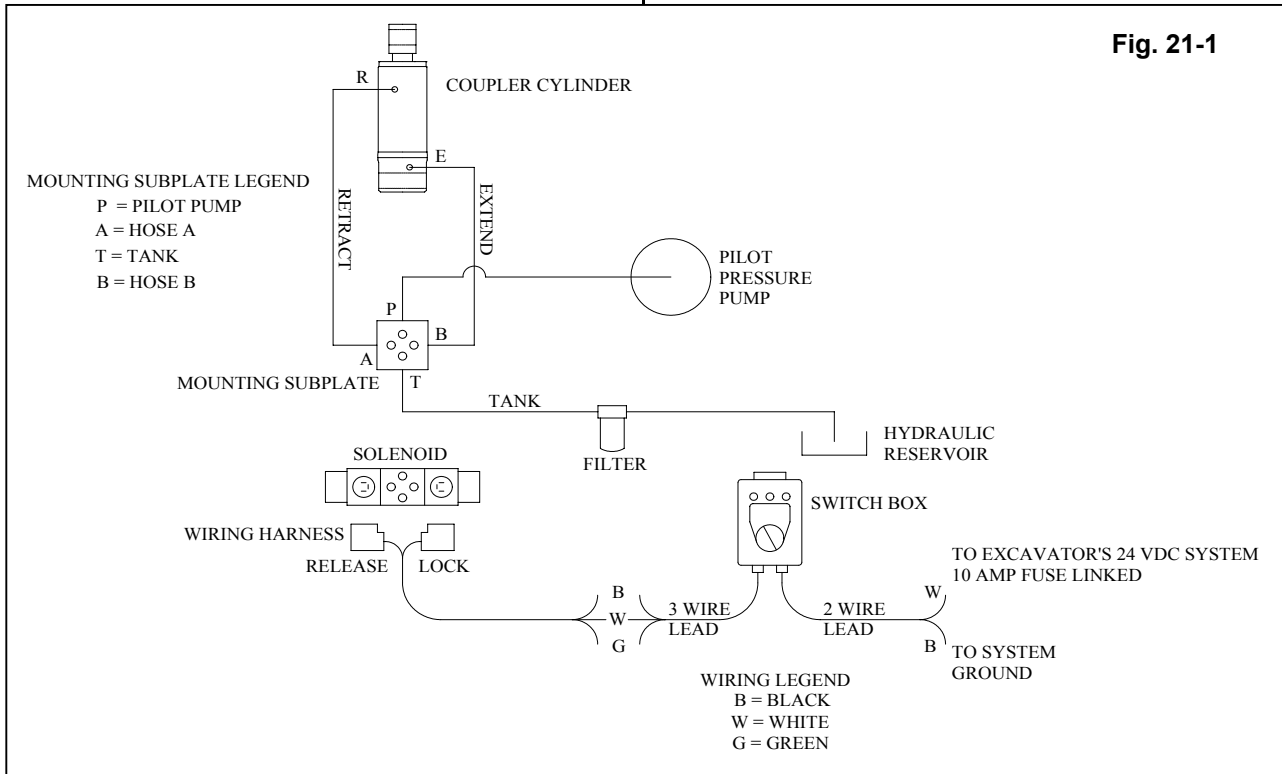 Fig. 21-1
R
COUPLER CYLINDER
E
MOUNTING SUBPLATE LEGEND
P = PILOT PUMP
A = HOSE A
T = TANK
B = HOSE B
RETRACT
EXTEND
PILOT
PRESSURE
PUMP
P
B
A
MOUNTING SUBPLATE
T
TANK
FILTER
HYDRAULIC
RESERVOIR
SOLENOID
SWITCH BOX
WIRING HARNESS
RELEASE
LOCK
B
W
G
3 WIRE
LEAD
2 WIRE
LEAD
TO EXCAVATOR'S 24 VDC SYSTEM
10 AMP FUSE LINKED
W
B
TO SYSTEM
GROUND
WIRING LEGEND
B = BLACK
W = WHITE
G = GREEN